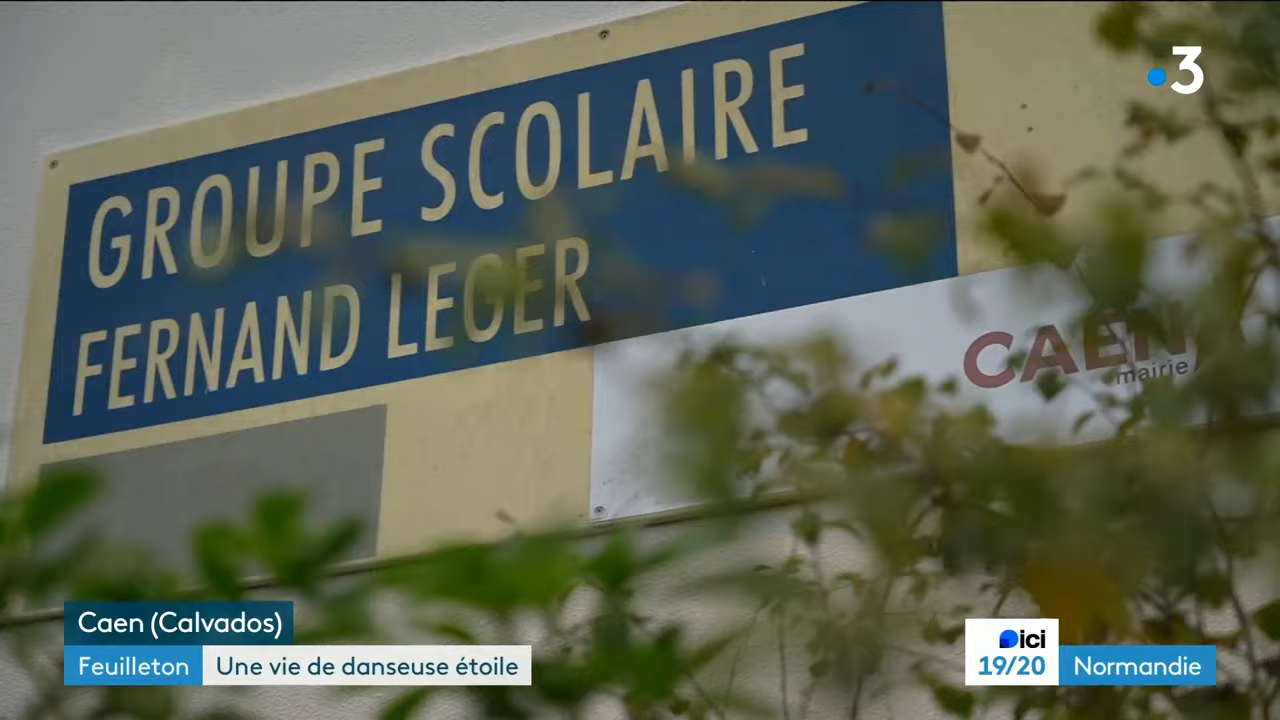 3
GROUPE SCOLAIRE
FERNAND LEGER
CAEN
mairie
Caen (Calvados)
Feuilleton Une vie de danseuse étoile
ici
19/20 Normandie